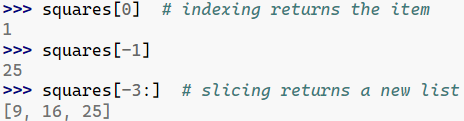 >>> squares[0]  # indexing returns the item
1
>>> squares[-1]
25
>>> squares[-3:]  # slicing returns a new list
[9, 16, 25]